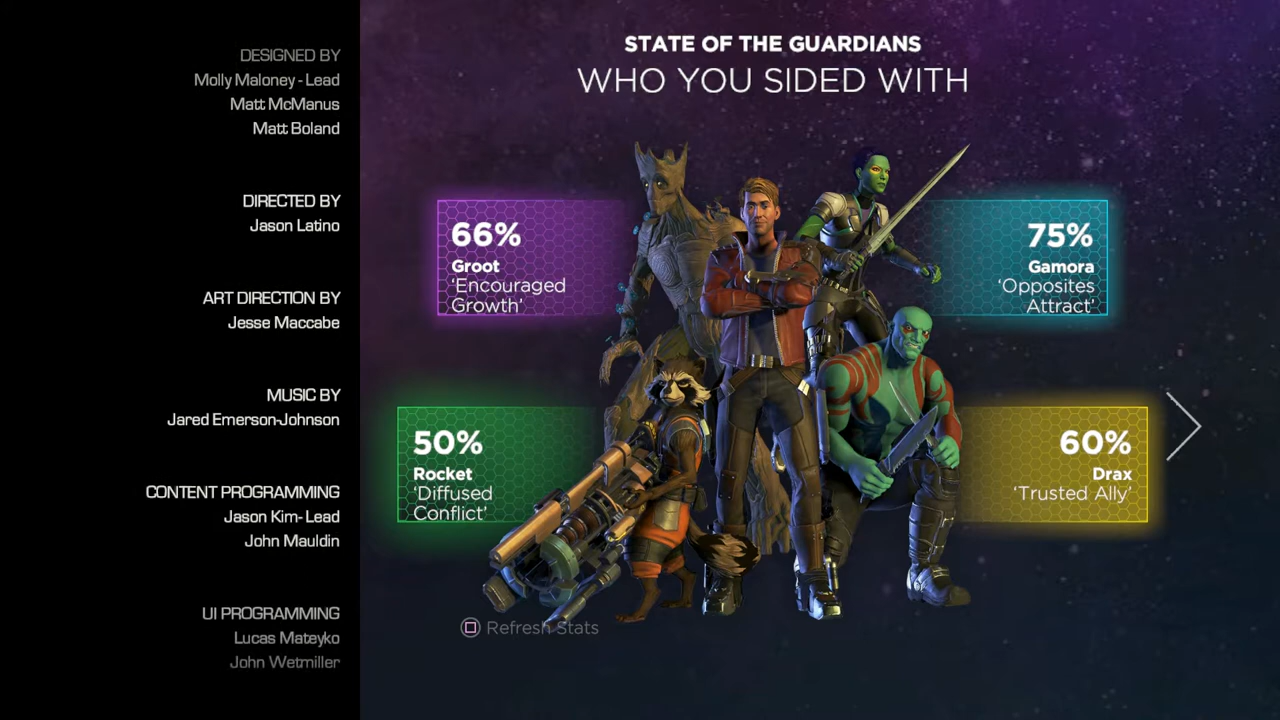 DESIGNED BY
Molly Maloney - Lead
Matt McManus
Matt Boland
DIRECTED BY
Jason Latino
ART DIRECTION BY
Jesse Maccabe
MUSIC BY
Jared Emerson-Johnson
CONTENT PROGRAMMING
Jason Kim- Lead
John Mauldin
UI PROGRAMMING
Lucas Mateyko
John Wetmiller
STATE OF THE GUARDIANS
WHO YOU SIDED WITH
66%
Groot
‘Encouraged
Growth’
75%
Gamora
‘Opposites
Attract’
50%
Rocket
‘Diffused
Conflict’
60%
Drax
‘Trusted Ally’
Refresh Stats